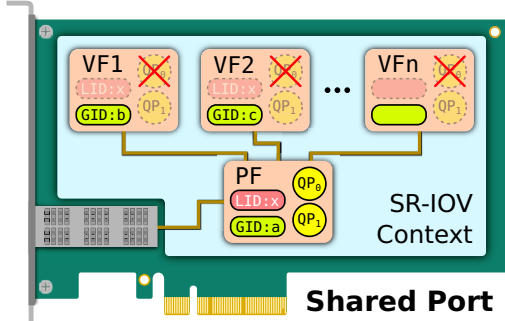 VF1
QP0
LID:x
GID:b
QP1
VF2
QP0
LID:x
GID:c
QP1
...
VFn
QP0
QP1
PF
QP0
LID:x
GID:a
QP1
SR-IOV
Context
Shared Port